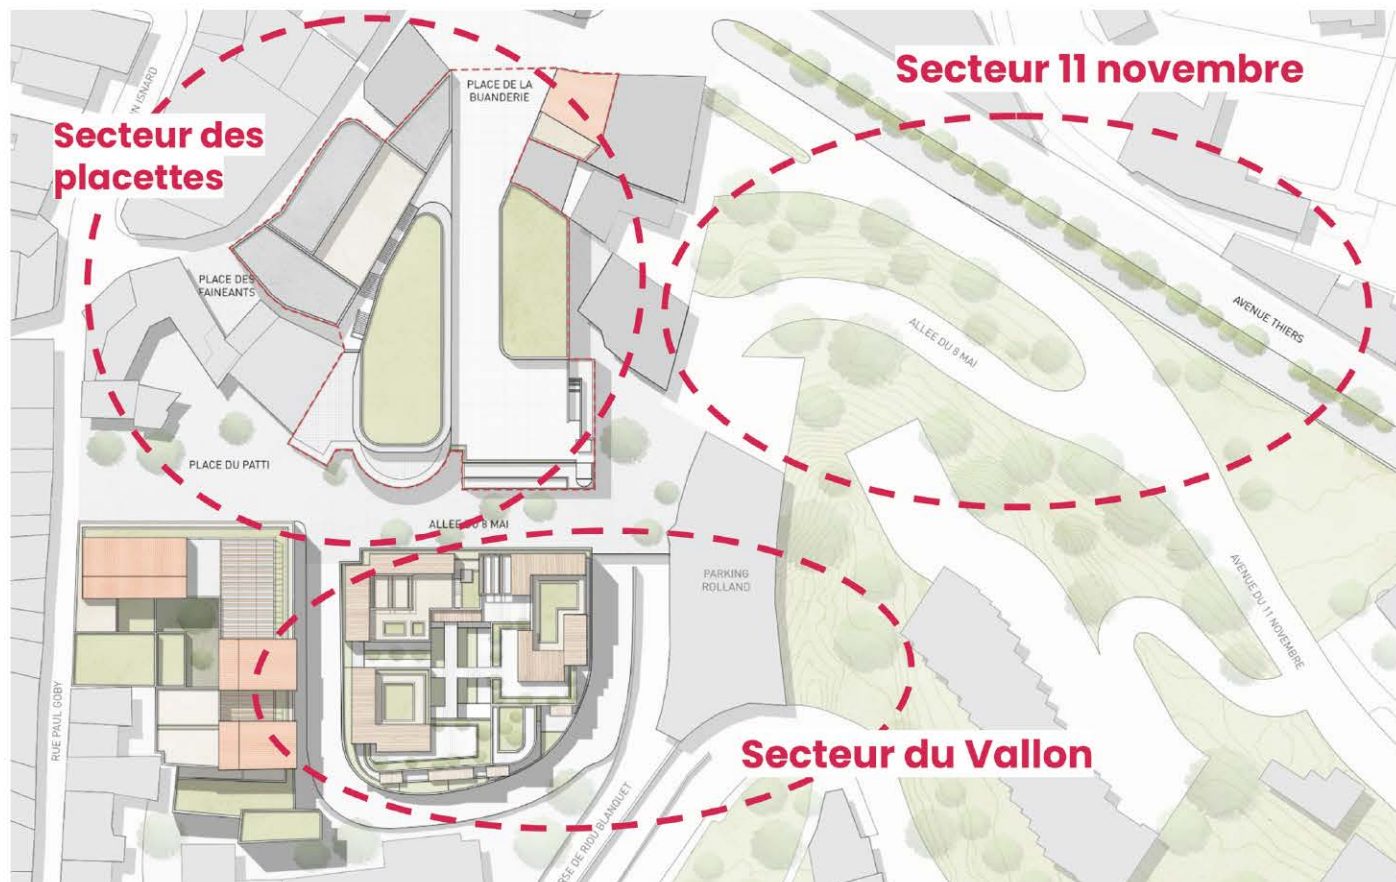 Secteur 11 novembre
PLACE DE LA
BUANDERIE
Secteur des
placettes
ISNARD
PLACE DES
FAINEANTS
AVENUE THIERS
ALLEE DU 8 MAI
PLACE DU PATTI
ALLEE DU 8 MAI
PARKING
ROLLAND
AVENUE DU 11 NOVEMBRE
RUE PAUL GOBY
Secteur du Vallon
DE RIOU BLANQUET